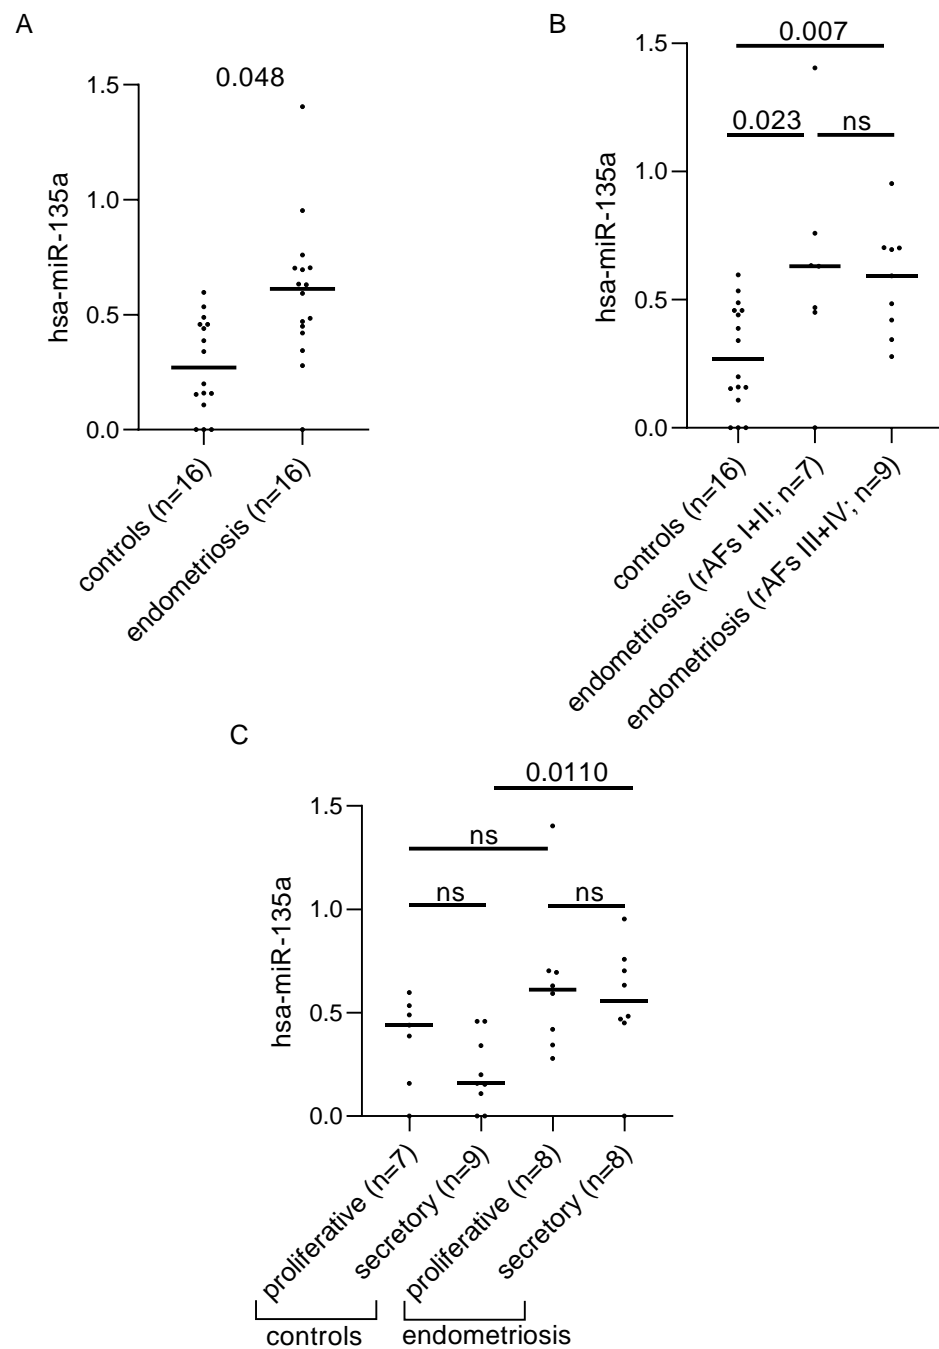 A
0.048
hsa-miR-135a
1.5
1.0
0.5
0.0
controls (n=16)
endometriosis (n=16)
B
0.007
0.023
ns
hsa-miR-135a
1.5
1.0
0.5
0.0
controls (n=16)
endometriosis (rAFs I+II; n=7)
endometriosis (rAFs III+IV; n=9)
C
0.0110
ns
ns
ns
hsa-miR-135a
1.5
1.0
0.5
0.0
proliferative (n=7)
secretory (n=9)
proliferative (n=8)
secretory (n=8)
controls
endometriosis